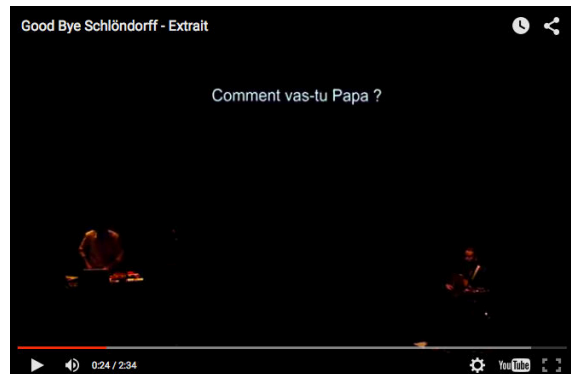 Good Bye Schlöndorff - Extrait
Comment vas-tu Papa ?
0:24 / 2:34
YouTube